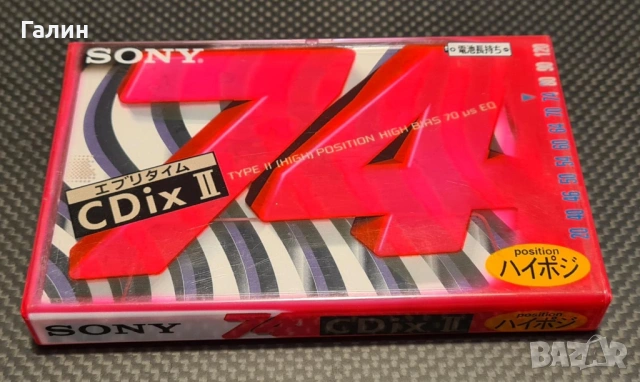 Галин
SONY
電池長持ち
74
TYPE II (HIGH) POSITION HIGH BIAS 70 μs EQ
エブリタイム
CDix II
position
ハイポジ
SONY 74 CDix II
position
ハイポジ
BAZAR